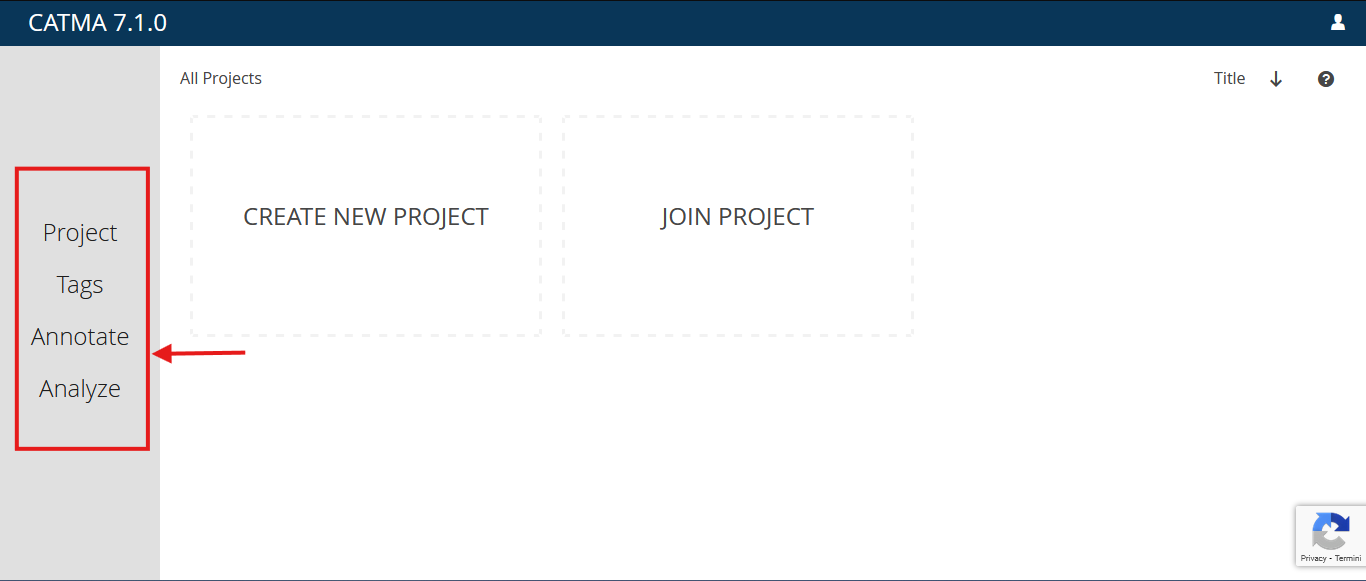 CATMA 7.1.0
All Projects
Title
CREATE NEW PROJECT
JOIN PROJECT
Project
Tags
Annotate
Analyze
Privacy - Termini